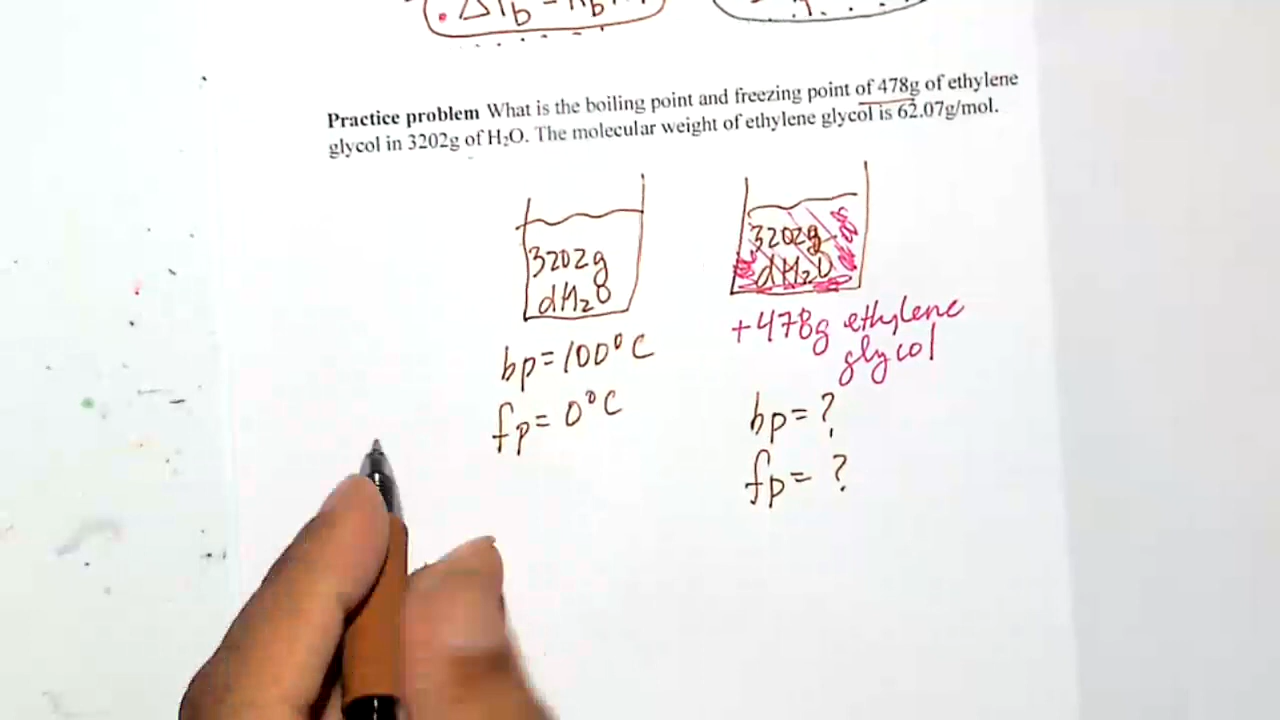 Practice problem What is the boiling point and freezing point of 478g of ethylene
glycol in 3202g of H₂O. The molecular weight of ethylene glycol is 62.07g/mol.
3202g
dH₂O
bp=100°C
fp=0°C
3202g
dH₂O
+478g ethylene
glycol
bp=?
fp=?